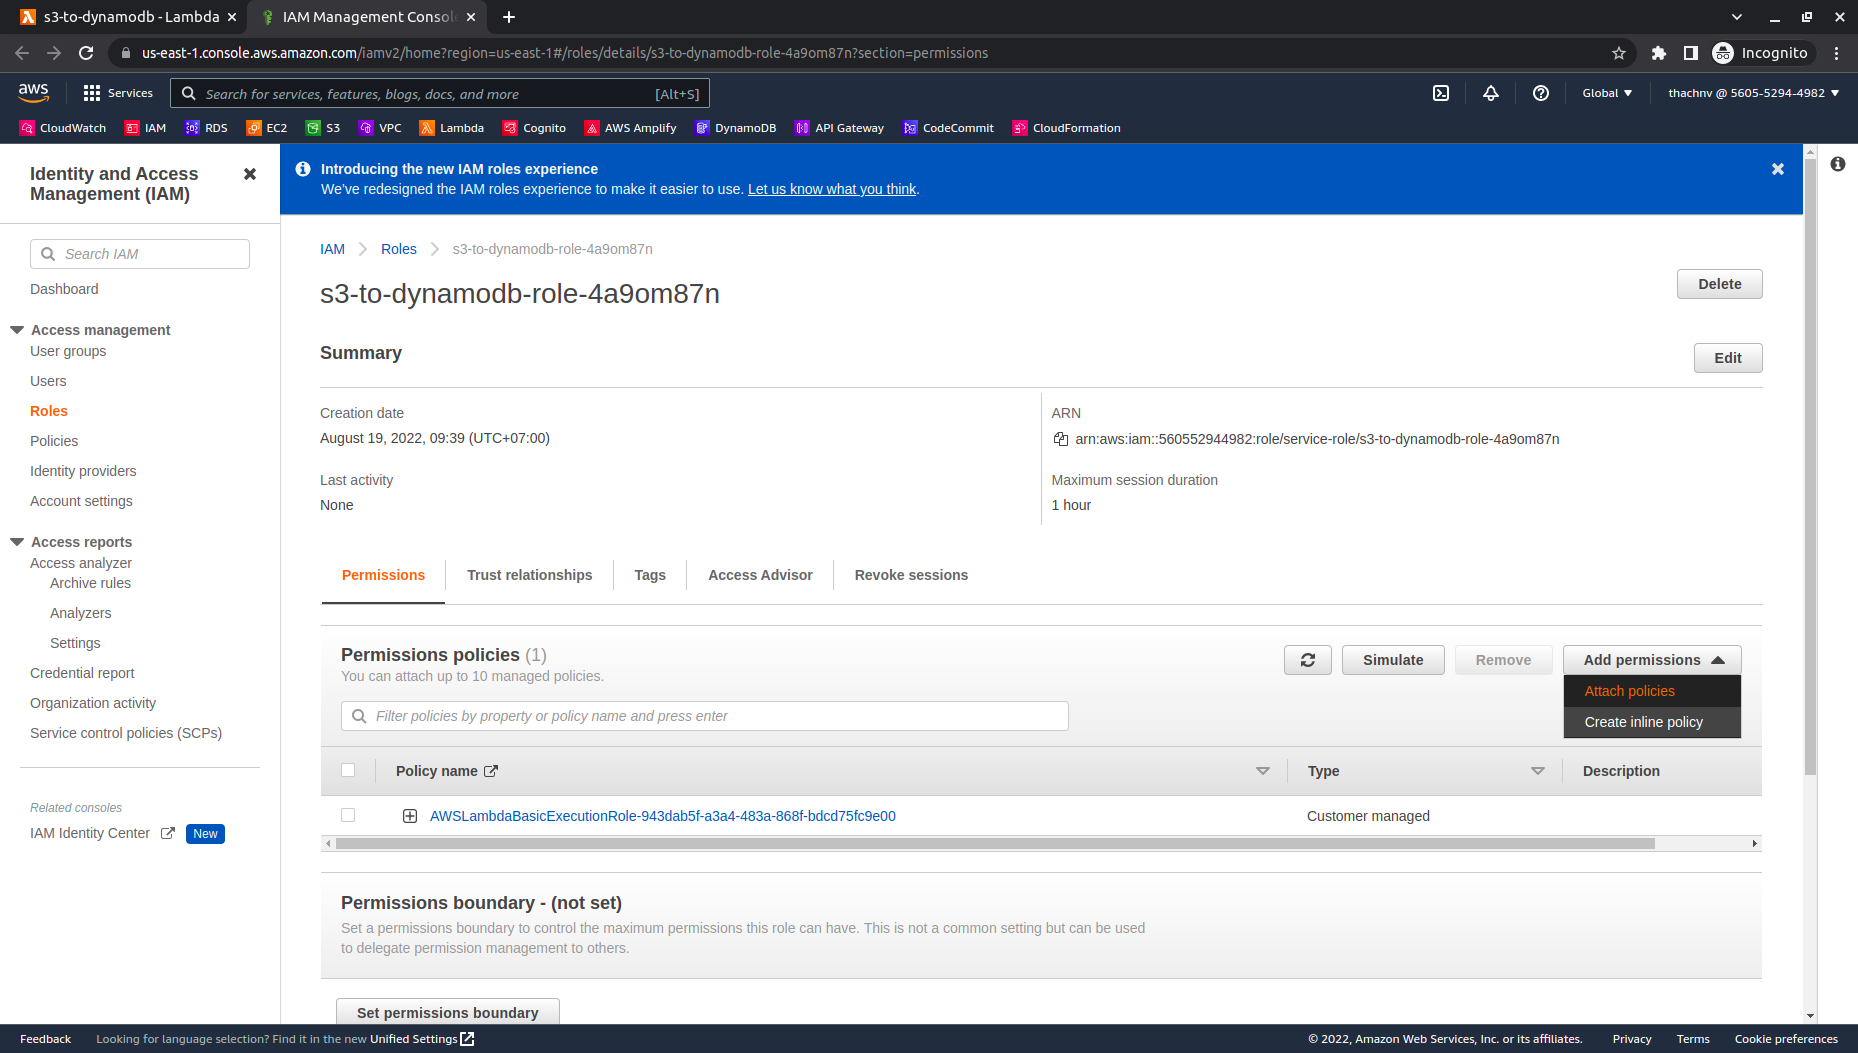 s3-to-dynamodb - Lambda
IAM Management Consol
us-east-1.console.aws.amazon.com/iamv2/home?region=us-east-1#/roles/details/s3-to-dynamodb-role-4a9om87n?section=permissions
Incognito
aws
Services
Search for services, features, blogs, docs, and more
[Alt+S]
Global
thachnv @ 5605-5294-4982
CloudWatch
IAM
RDS
EC2
S3
VPC
Lambda
Cognito
AWS Amplify
DynamoDB
API Gateway
CodeCommit
CloudFormation
Identity and Access
Management (IAM)
Search IAM
Dashboard
Access management
User groups
Users
Roles
Policies
Identity providers
Account settings
Access reports
Access analyzer
Archive rules
Analyzers
Settings
Credential report
Organization activity
Service control policies (SCPs)
Related consoles
IAM Identity Center
New
Introducing the new IAM roles experience
We've redesigned the IAM roles experience to make it easier to use. Let us know what you think.
IAM
Roles
s3-to-dynamodb-role-4a9om87n
s3-to-dynamodb-role-4a9om87n
Delete
Summary
Edit
Creation date
August 19, 2022, 09:39 (UTC+07:00)
ARN
arn:aws:iam::560552944982:role/service-role/s3-to-dynamodb-role-4a9om87n
Last activity
None
Maximum session duration
1 hour
Permissions
Trust relationships
Tags
Access Advisor
Revoke sessions
Permissions policies (1)
You can attach up to 10 managed policies.
Simulate
Remove
Add permissions
Attach policies
Create inline policy
Filter policies by property or policy name and press enter
Policy name
Type
Description
AWSLambdaBasicExecutionRole-943dab5f-a3a4-483a-868f-bdcd75fc9e00
Customer managed
Permissions boundary - (not set)
Set a permissions boundary to control the maximum permissions this role can have. This is not a common setting but can be used
to delegate permission management to others.
Set permissions boundary
Feedback
Looking for language selection? Find it in the new Unified Settings
© 2022, Amazon Web Services, Inc. or its affiliates.
Privacy
Terms
Cookie preferences